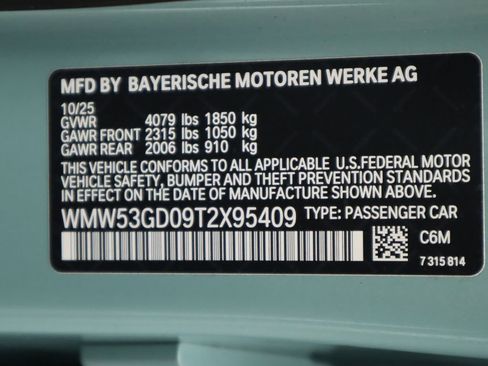 MFD BY BAYERISCHE MOTOREN WERKE AG
10/25
GVWR 4079 lbs 1850 kg
GAWR FRONT 2315 lbs 1050 kg
GAWR REAR 2006 lbs 910 kg
THIS VEHICLE CONFORMS TO ALL APPLICABLE U.S.FEDERAL MOTOR
VEHICLE SAFETY, BUMPER AND THEFT PREVENTION STANDARDS
IN EFFECT ON THE DATE OF MANUFACTURE SHOWN ABOVE.
WMW53GD09T2X95409 TYPE: PASSENGER CAR
C6M
7 315 814